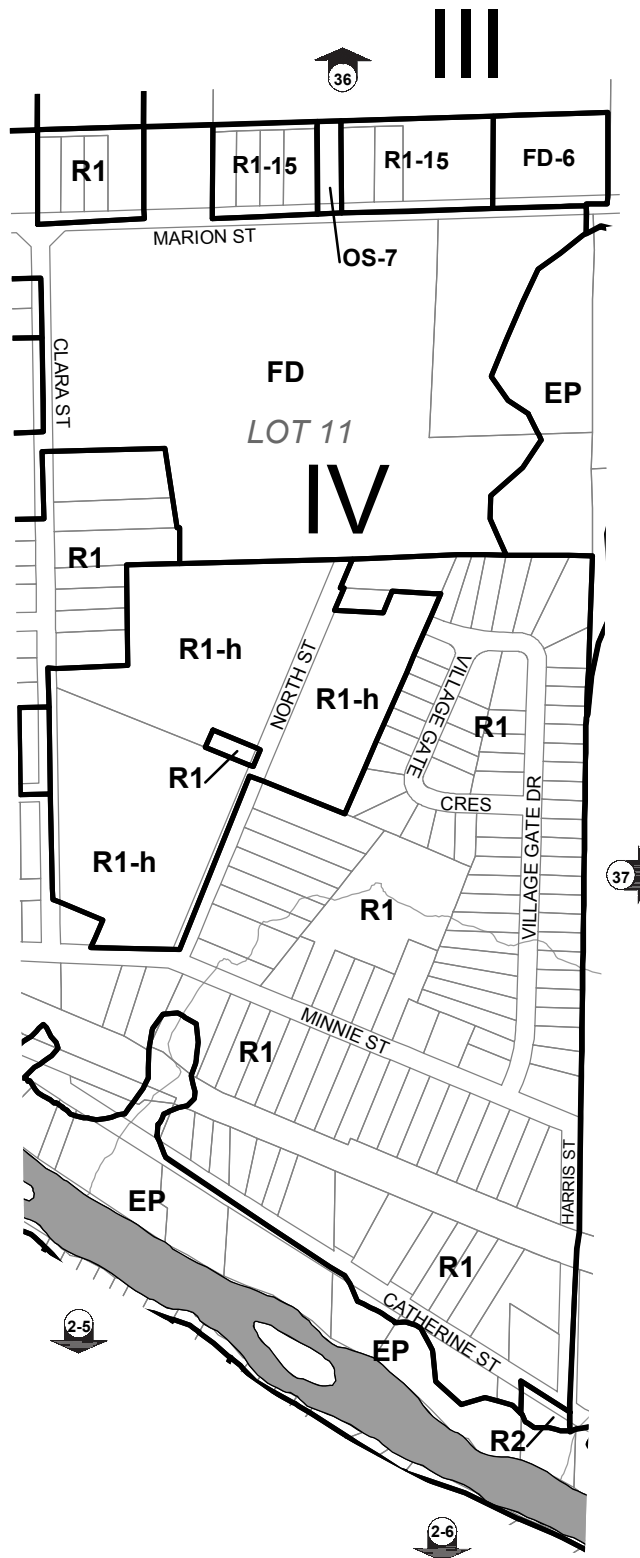 III
36
R1
R1-15
R1-15
FD-6
MARION ST
OS-7
CLARA ST
FD
EP
LOT 11
IV
R1
R1-h
NORTH ST
R1-h
VILLAGE GATE
R1
R1
CRES
VILLAGE GATE DR
R1-h
37
R1
MINNIE ST
R1
HARRIS ST
EP
R1
CATHERINE ST
2-5
EP
R2
2-6